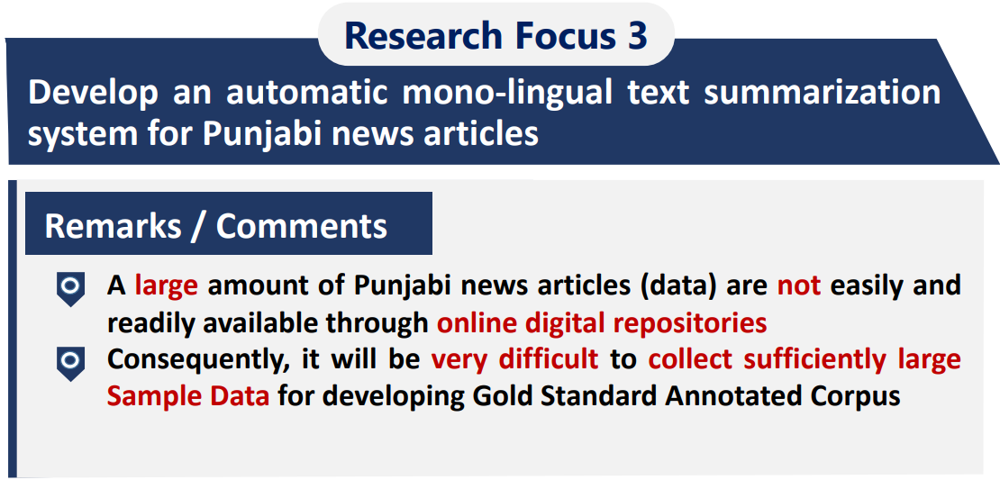 Research Focus 3
Develop an automatic mono-lingual text summarization
system for Punjabi news articles
Remarks / Comments
A large amount of Punjabi news articles (data) are not easily and
readily available through online digital repositories
Consequently, it will be very difficult to collect sufficiently large
Sample Data for developing Gold Standard Annotated Corpus